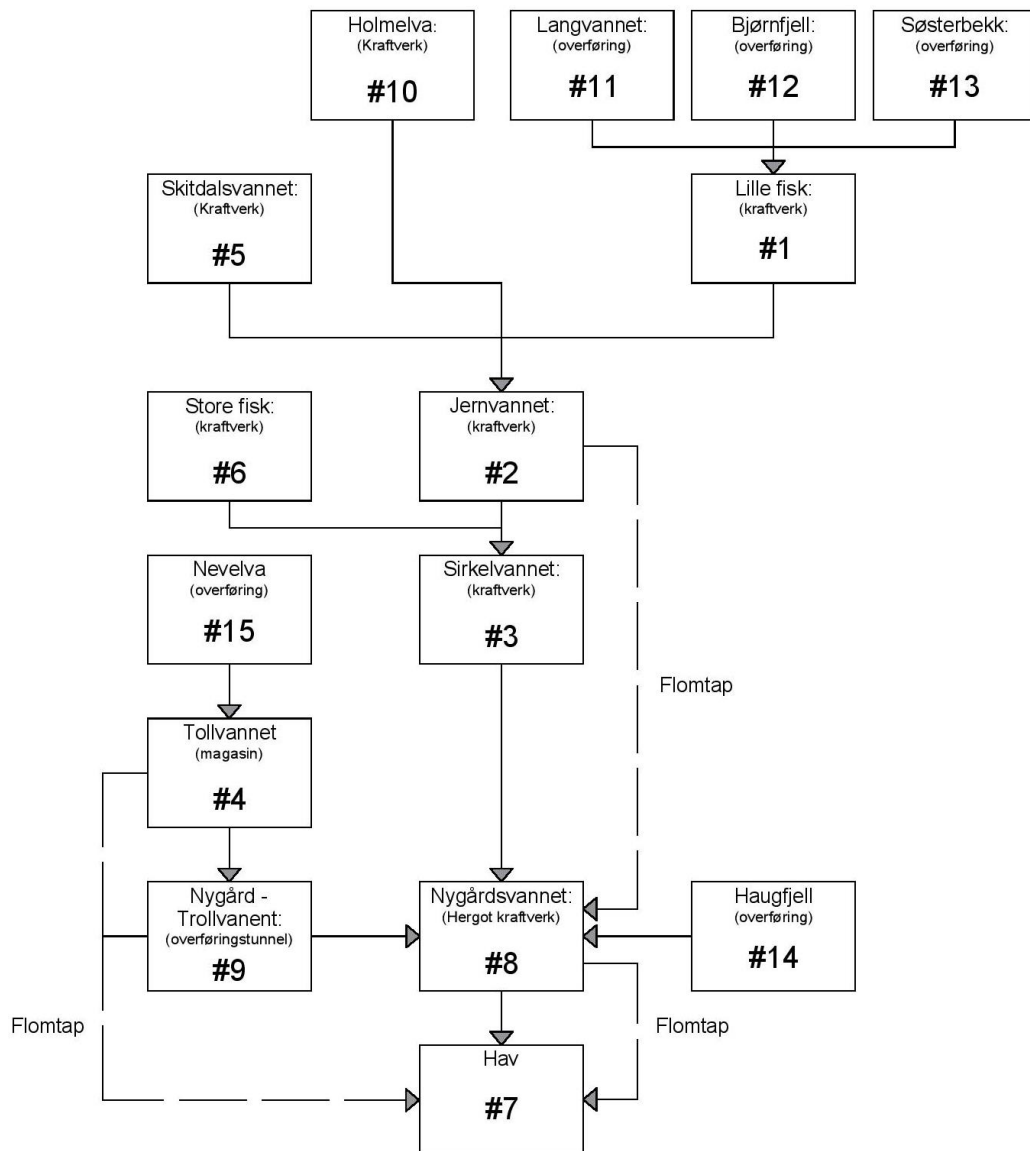 Holmelva:
(Kraftverk)
#10
Langvannet:
(overføring)
#11
Bjørnfjell:
(overføring)
#12
Søsterbekk:
(overføring)
#13
Skitdalsvannet:
(Kraftverk)
#5
Lille fisk:
(kraftverk)
#1
Store fisk:
(kraftverk)
#6
Jernvannet:
(kraftverk)
#2
Nevelva
(overføring)
#15
Sirkelvannet:
(kraftverk)
#3
Flomtap
Tollvannet
(magasin)
#4
Nygård -
Trollvanent:
(overføringstunnel)
#9
Nygårdsvannet:
(Hergot kraftverk)
#8
Haugfjell
(overføring)
#14
Flomtap
Flomtap
Hav
#7